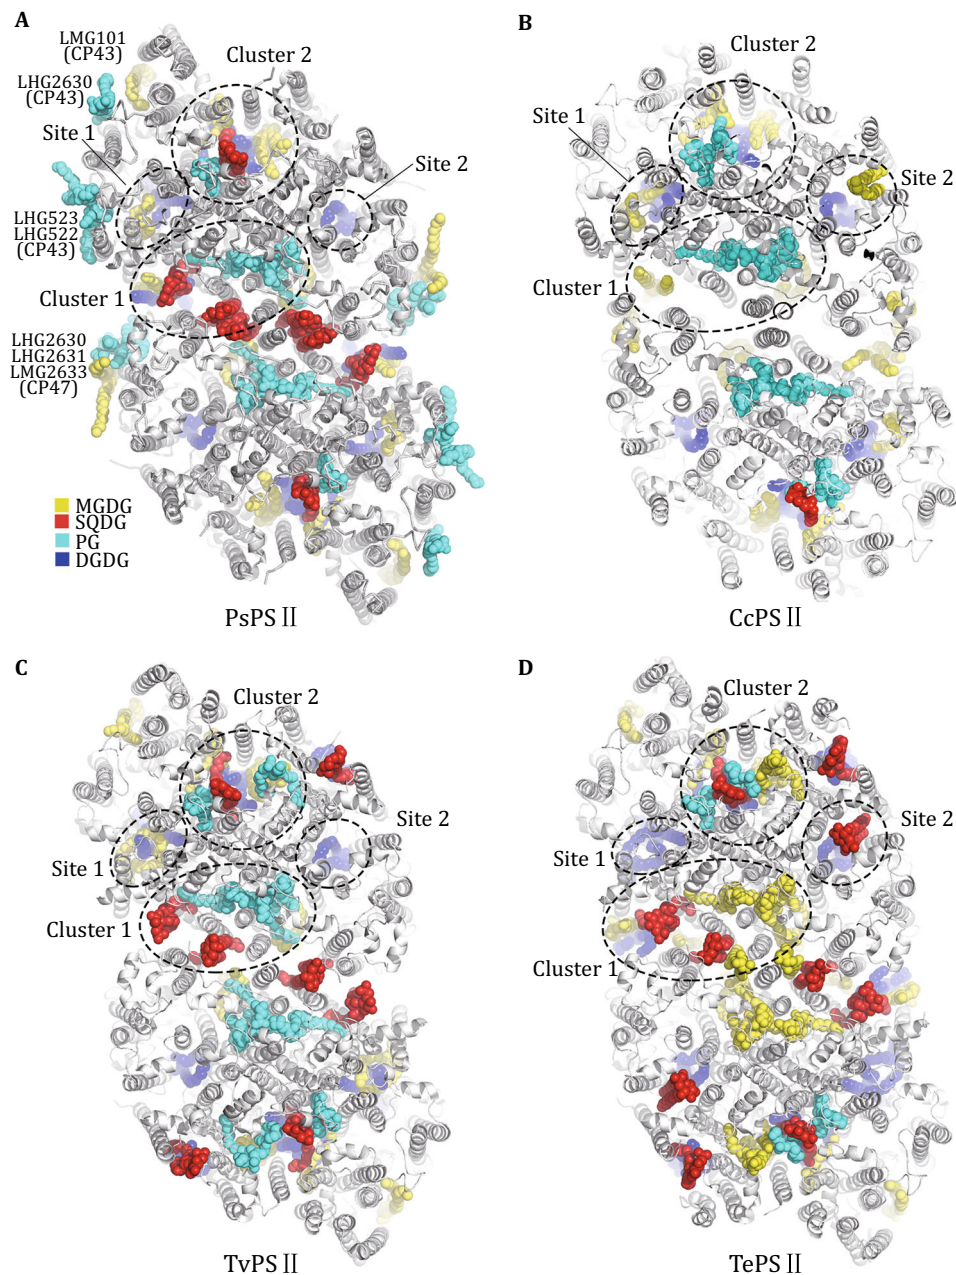 A
LMG101
(CP43)
LHG2630
(CP43)
Cluster 2
Site 1
Site 2
LHG523
LHG522
(CP43)
Cluster 1
LHG2630
LHG2631
LMG2633
(CP47)
MGDG
SQDG
PG
DGDG
PsPS II
B
Cluster 2
Site 1
Site 2
Cluster 1
CcPS II
C
Cluster 2
Site 2
Site 1
Cluster 1
TvPS II
D
Cluster 2
Site 2
Site 1
Cluster 1
TePS II